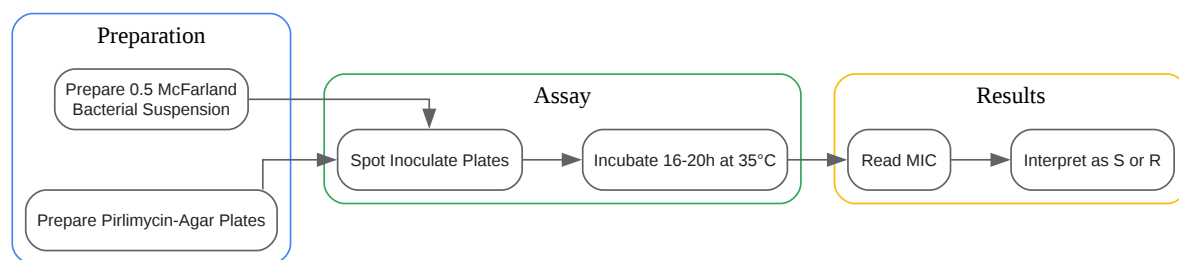 Preparation
Prepare 0.5 McFarland
Bacterial Suspension
Prepare Pirlimycin-Agar Plates
Assay
Spot Inoculate Plates
Incubate 16-20h at 35°C
Results
Read MIC
Interpret as S or R